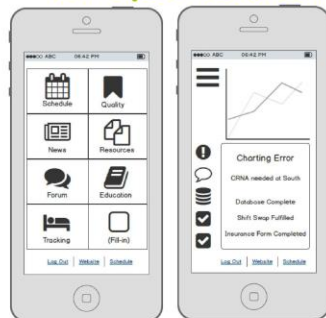 ABC 06:42 PM
Schedule Quality
News Resources
Forum Education
Tracking (Fill-in)
Log Out Website Schedule
ABC 06:42 PM
Charting Error
CRNA needed at South
Database Complete
Shift Swap Fulfilled
Insurance Form Completed
Log Out Website Schedule